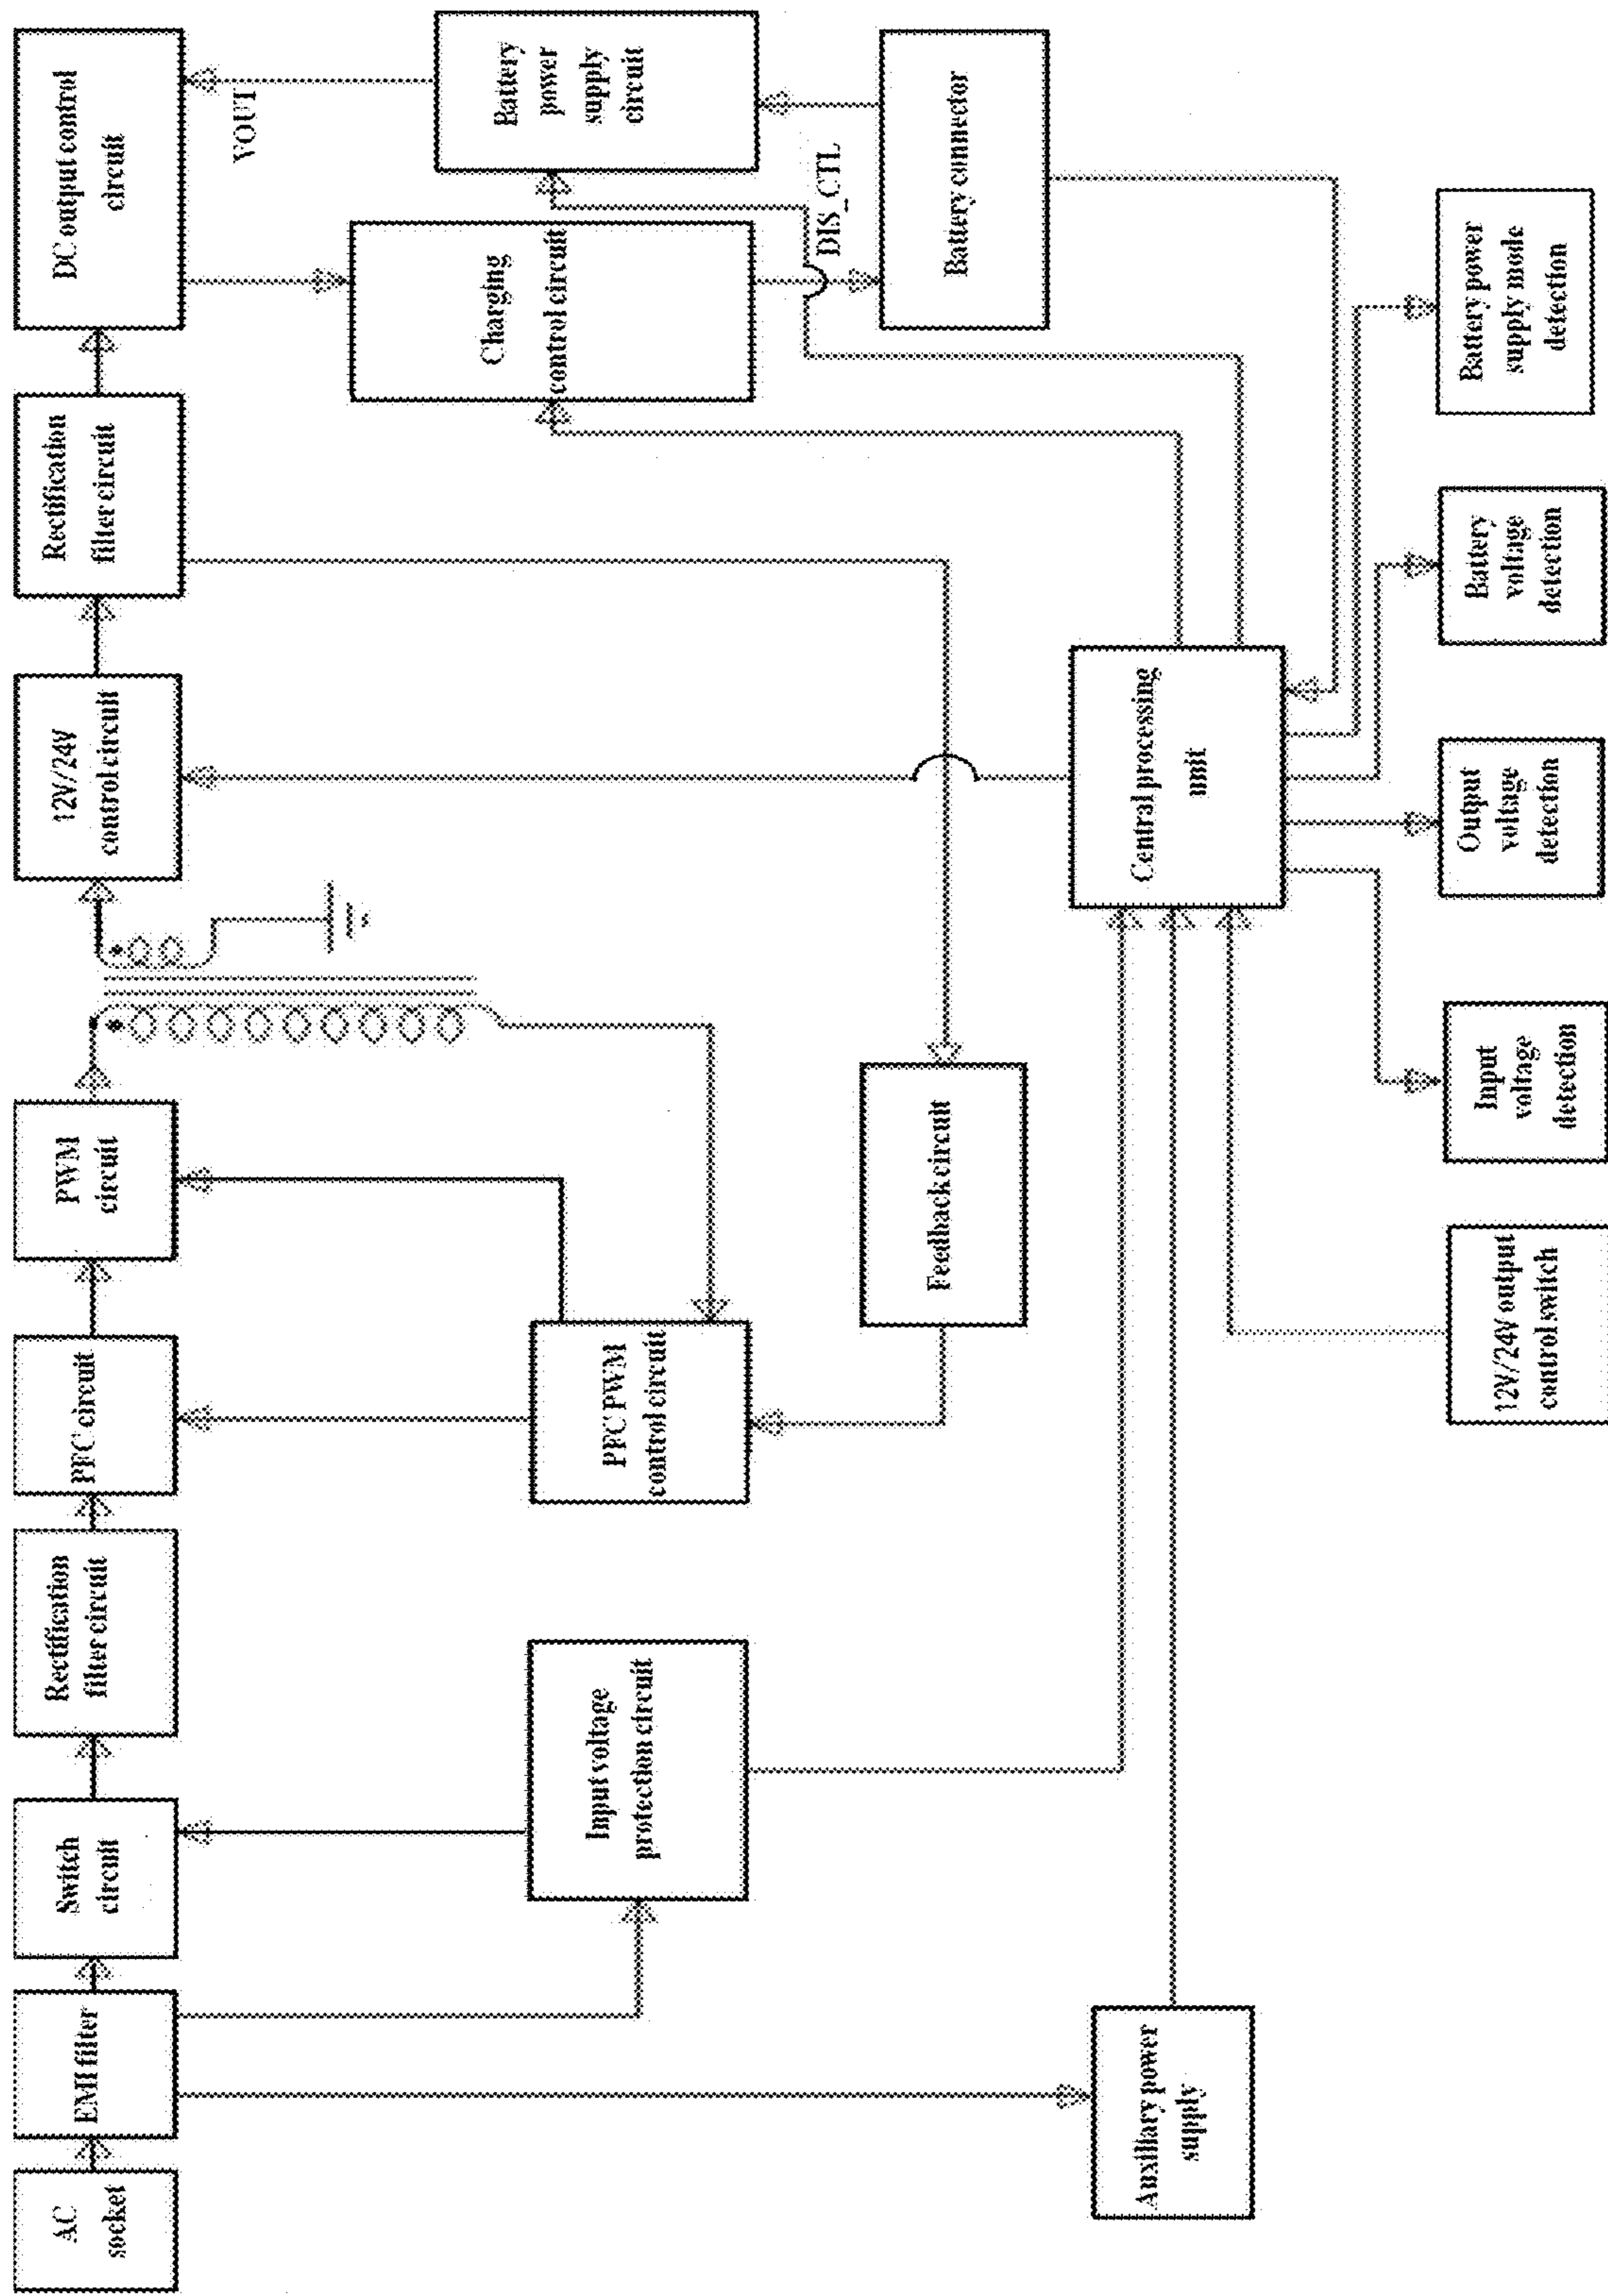 AC
socket
EMI filter
Switch
circuit
Rectification
filter circuit
PFC circuit
PWM
circuit
12V/24V
control circuit
Rectification
filter circuit
DC output control
circuit
VOUT
Input voltage
protection circuit
PFC PWM
control circuit
Charging
control circuit
Battery
power
supply
circuit
DIS_CTL
Feedback circuit
Battery connector
Auxiliary power
supply
Central processing
unit
12V/24V output
control switch
Input
voltage
detection
Output
voltage
detection
Battery
voltage
detection
Battery power
supply mode
detection